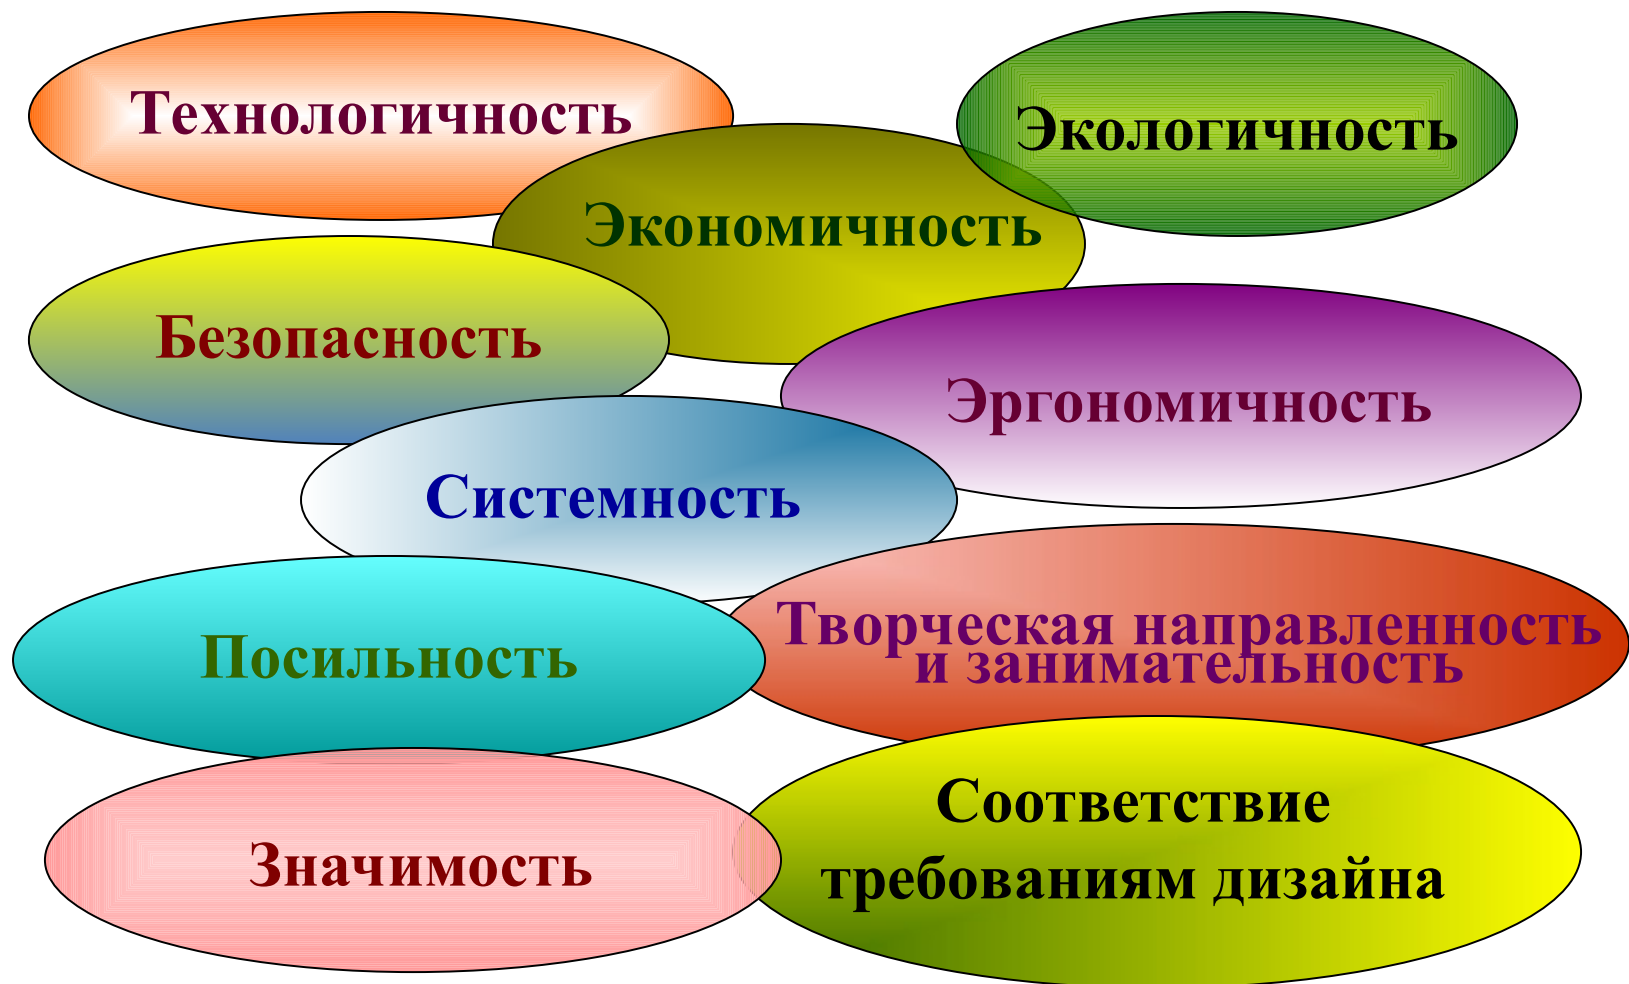 Технологичность
Экологичность
Экономичность
Безопасность
Эргономичность
Системность
Творческая направленность
и занимательность
Посильность
Соответствие
требованиям дизайна
Значимость